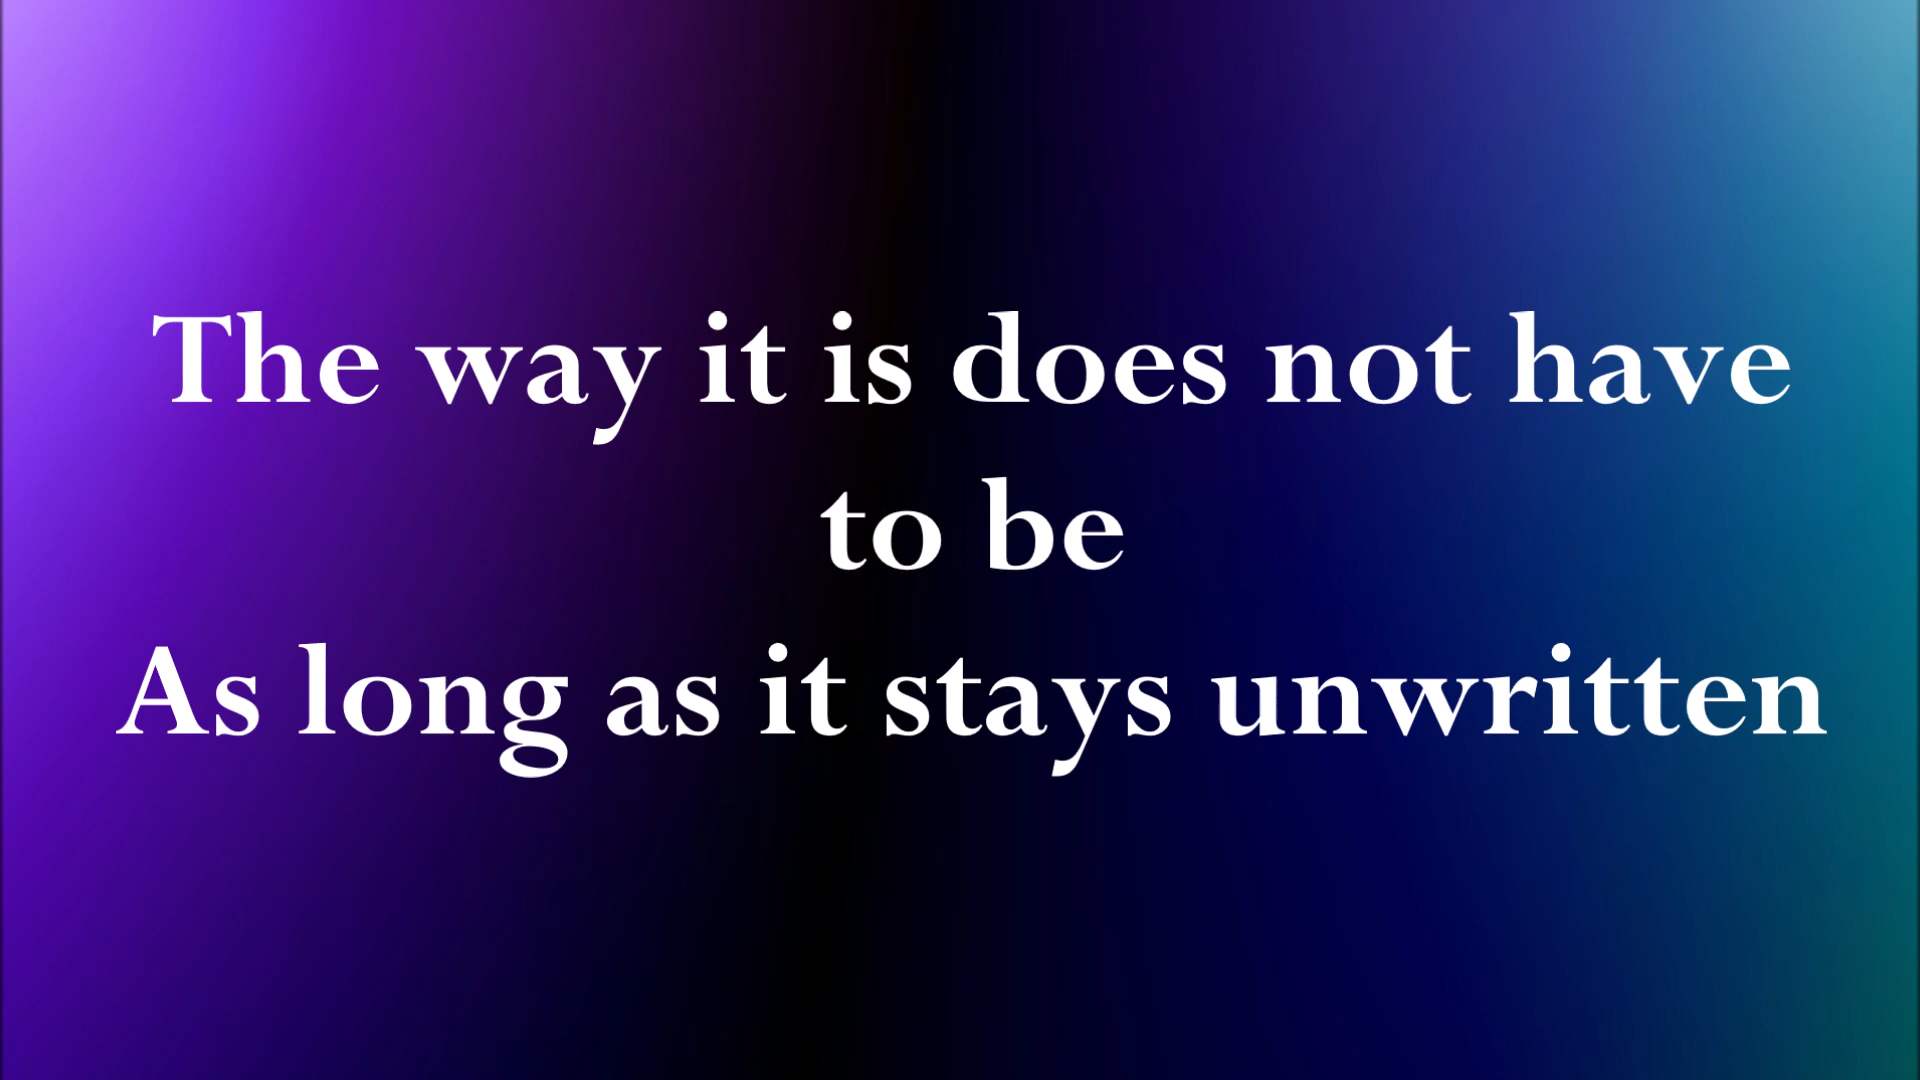 The way it is does not have
to be
As long as it stays unwritten